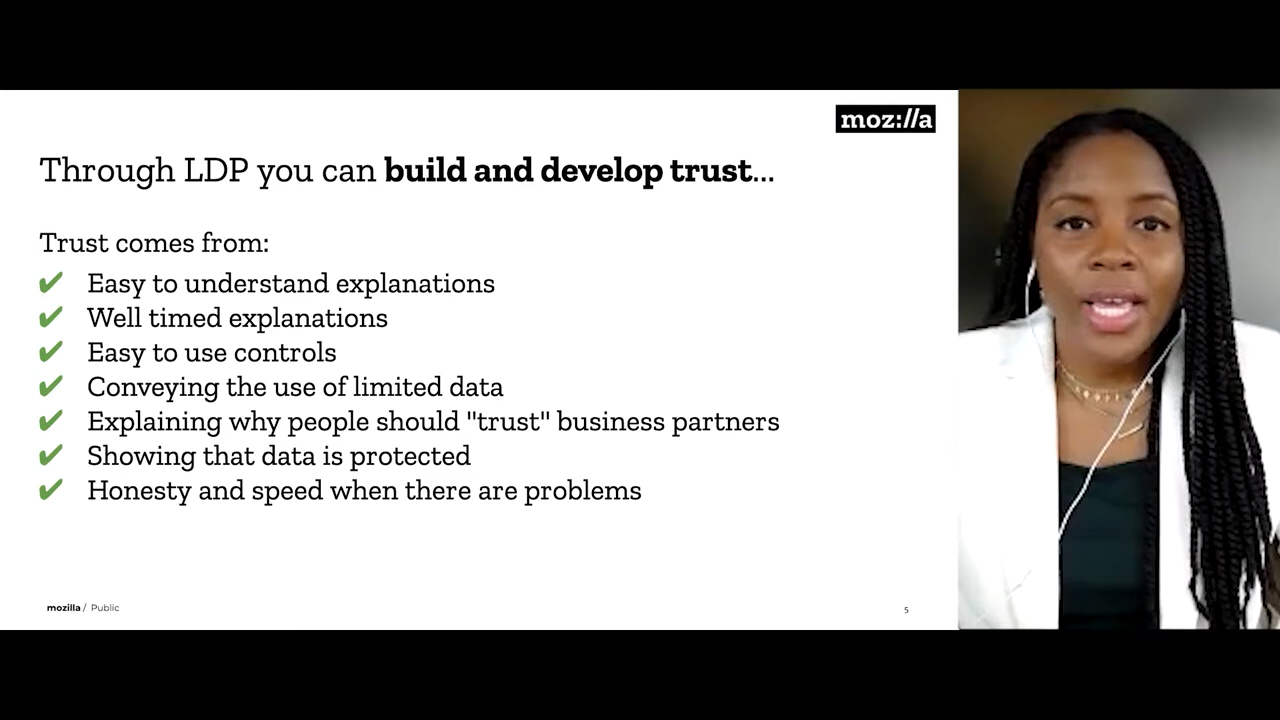 moz://a
Through LDP you can build and develop trust...
Trust comes from:
✔ Easy to understand explanations
✔ Well timed explanations
✔ Easy to use controls
✔ Conveying the use of limited data
✔ Explaining why people should "trust" business partners
✔ Showing that data is protected
✔ Honesty and speed when there are problems
mozilla / Public
5